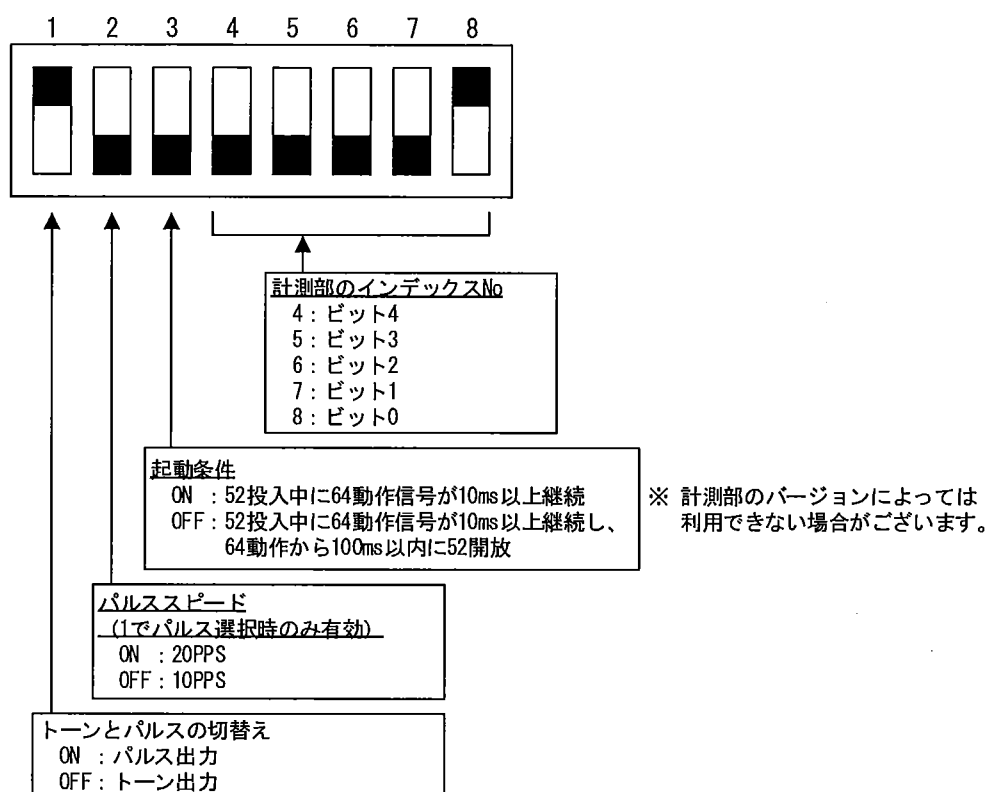 1 2 3 4 5 6 7 8
計測部のインデックスNo
4：ビット4
5：ビット3
6：ビット2
7：ビット1
8：ビット0
起動条件
ON ：52投入中に64動作信号が10ms以上継続
OFF：52投入中に64動作信号が10ms以上継続し、
64動作から100ms以内に52開放
※ 計測部のバージョンによっては
利用できない場合がございます。
パルススピード
(1でパルス選択時のみ有効)
ON ：20PPS
OFF：10PPS
トーンとパルスの切替え
ON ：パルス出力
OFF：トーン出力